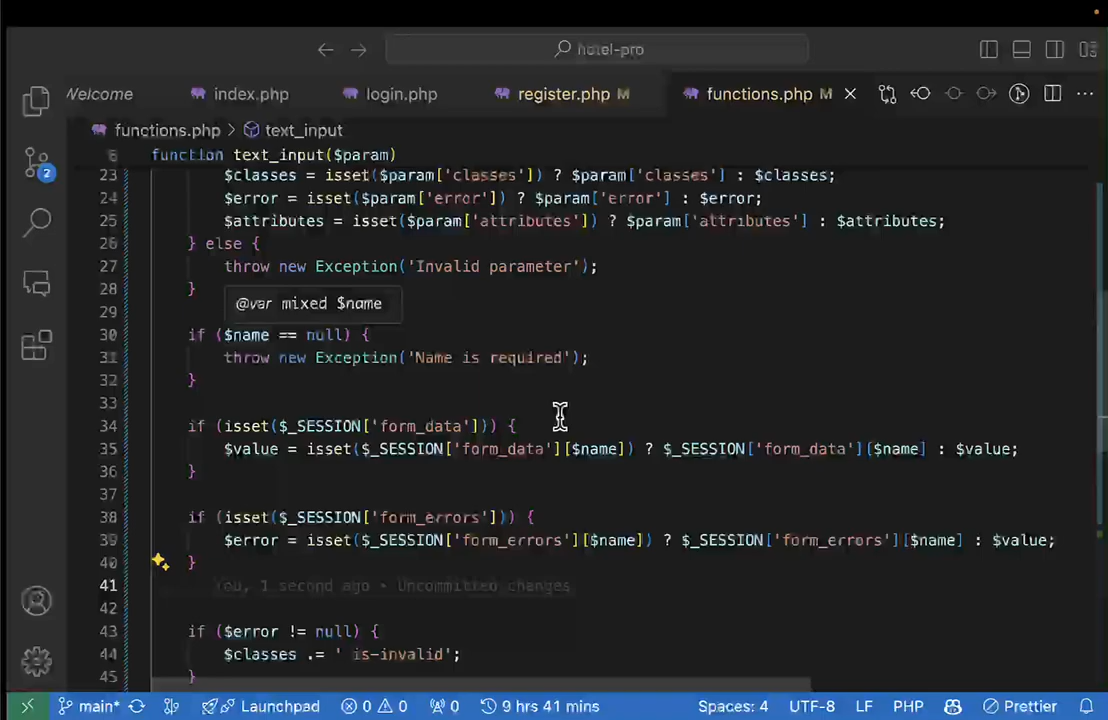 hotel-pro
Welcome index.php login.php register.php M functions.php M
functions.php > text_input
6 function text_input($param)
23 $classes = isset($param['classes']) ? $param['classes'] : $classes;
24 $error = isset($param['error']) ? $param['error'] : $error;
25 $attributes = isset($param['attributes']) ? $param['attributes'] : $attributes;
26 } else {
27 throw new Exception('Invalid parameter');
28 }
29
@var mixed $name
30 if ($name == null) {
31 throw new Exception('Name is required');
32 }
33
34 if (isset($_SESSION['form_data'])) {
35 $value = isset($_SESSION['form_data'][$name]) ? $_SESSION['form_data'][$name] : $value;
36 }
37
38 if (isset($_SESSION['form_errors'])) {
39 $error = isset($_SESSION['form_errors'][$name]) ? $_SESSION['form_errors'][$name] : $value;
40 }
41 You, 1 second ago • Uncommitted changes
42
43 if ($error != null) {
44 $classes .= ' is-invalid';
45 }
2
main* Launchpad 0 0 0 9 hrs 41 mins Spaces: 4 UTF-8 LF PHP Prettier